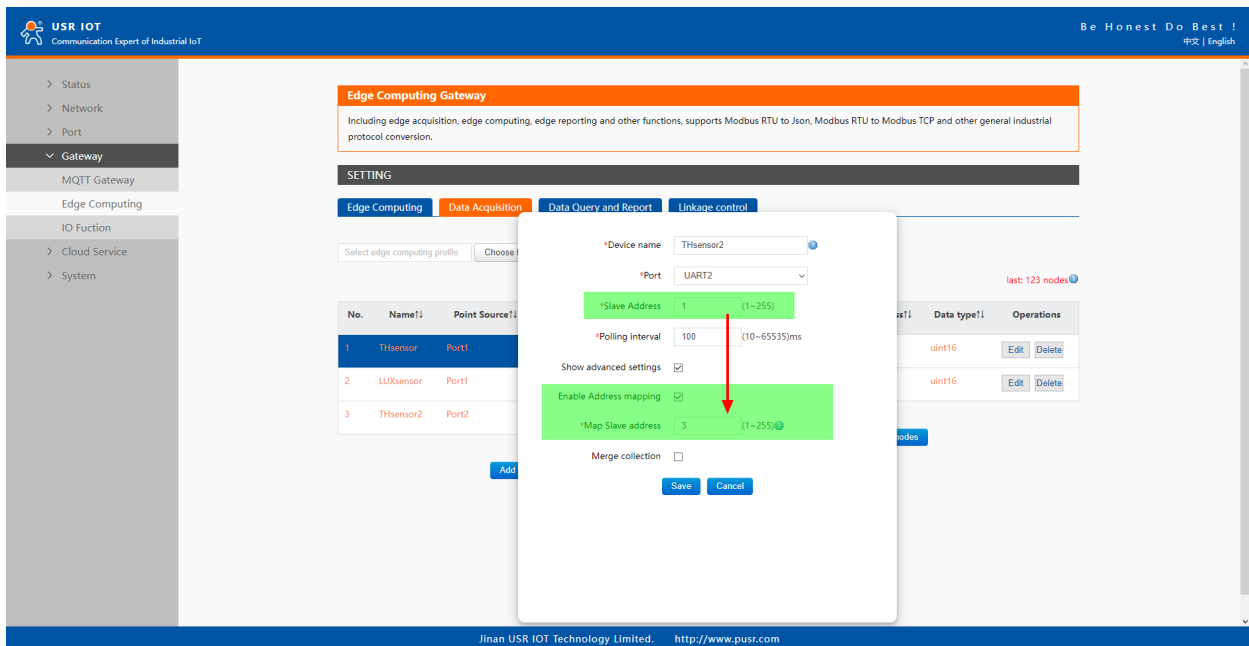 USR IOT
Communication Expert of Industrial IoT
Be Honest Do Best !
中文 | English
Status
Network
Port
Gateway
MQTT Gateway
Edge Computing
IO Fuction
Cloud Service
System
Edge Computing Gateway
Including edge acquisition, edge computing, edge reporting and other functions, supports Modbus RTU to Json, Modbus RTU to Modbus TCP and other general industrial
protocol conversion.
SETTING
Edge Computing Data Acquisition Data Query and Report Linkage control
Select edge computing profile Choose
last: 123 nodes
No. Name↑↓ Point Source↑↓ Data type↑↓ Operations
1 THsensor Port1 uint16 Edit Delete
2 LUXsensor Port1 uint16 Edit Delete
3 THsensor2 Port2
Add
nodes
*Device name THsensor2
*Port UART2
*Slave Address 1 (1~255)
*Polling interval 100 (10~65535)ms
Show advanced settings
Enable Address mapping
*Map Slave address 3 (1~255)
Merge collection
Save Cancel
Jinan USR IOT Technology Limited. http://www.pusr.com